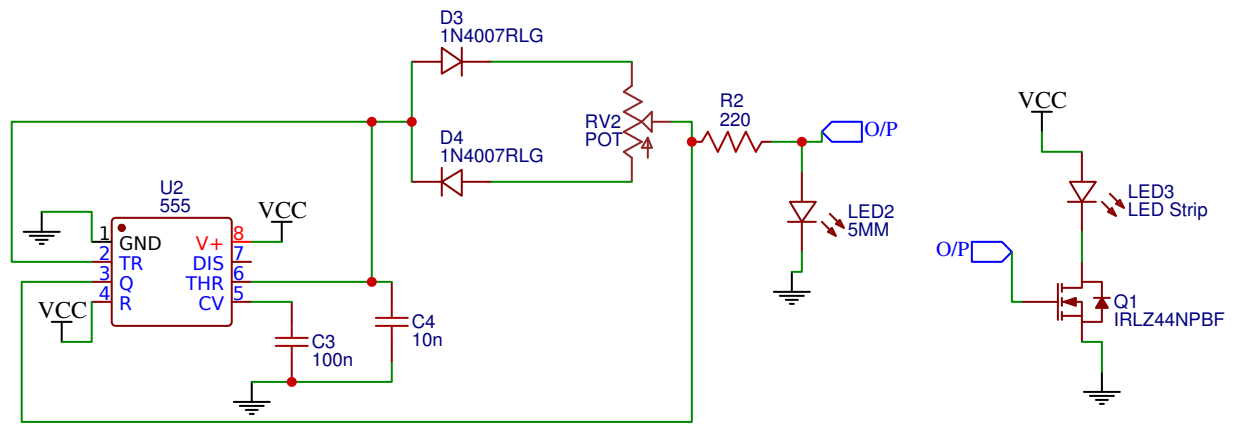 D3
1N4007RLG
RV2
POT
D4
1N4007RLG
R2
220
O/P
LED2
5MM
U2
555
VCC
1
GND
2
TR
3
Q
4
R
V+
8
DIS
7
THR
6
CV
5
VCC
C3
100n
C4
10n
VCC
LED3
LED Strip
O/P
Q1
IRLZ44NPBF